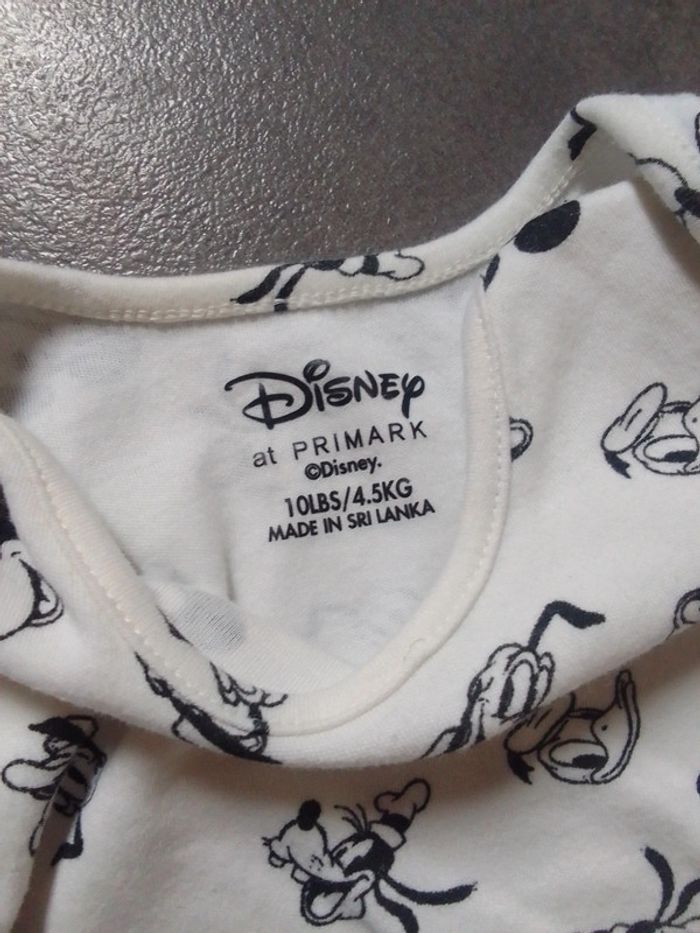 Disney
at PRIMARK
©Disney.
10LBS/4.5KG
MADE IN SRI LANKA